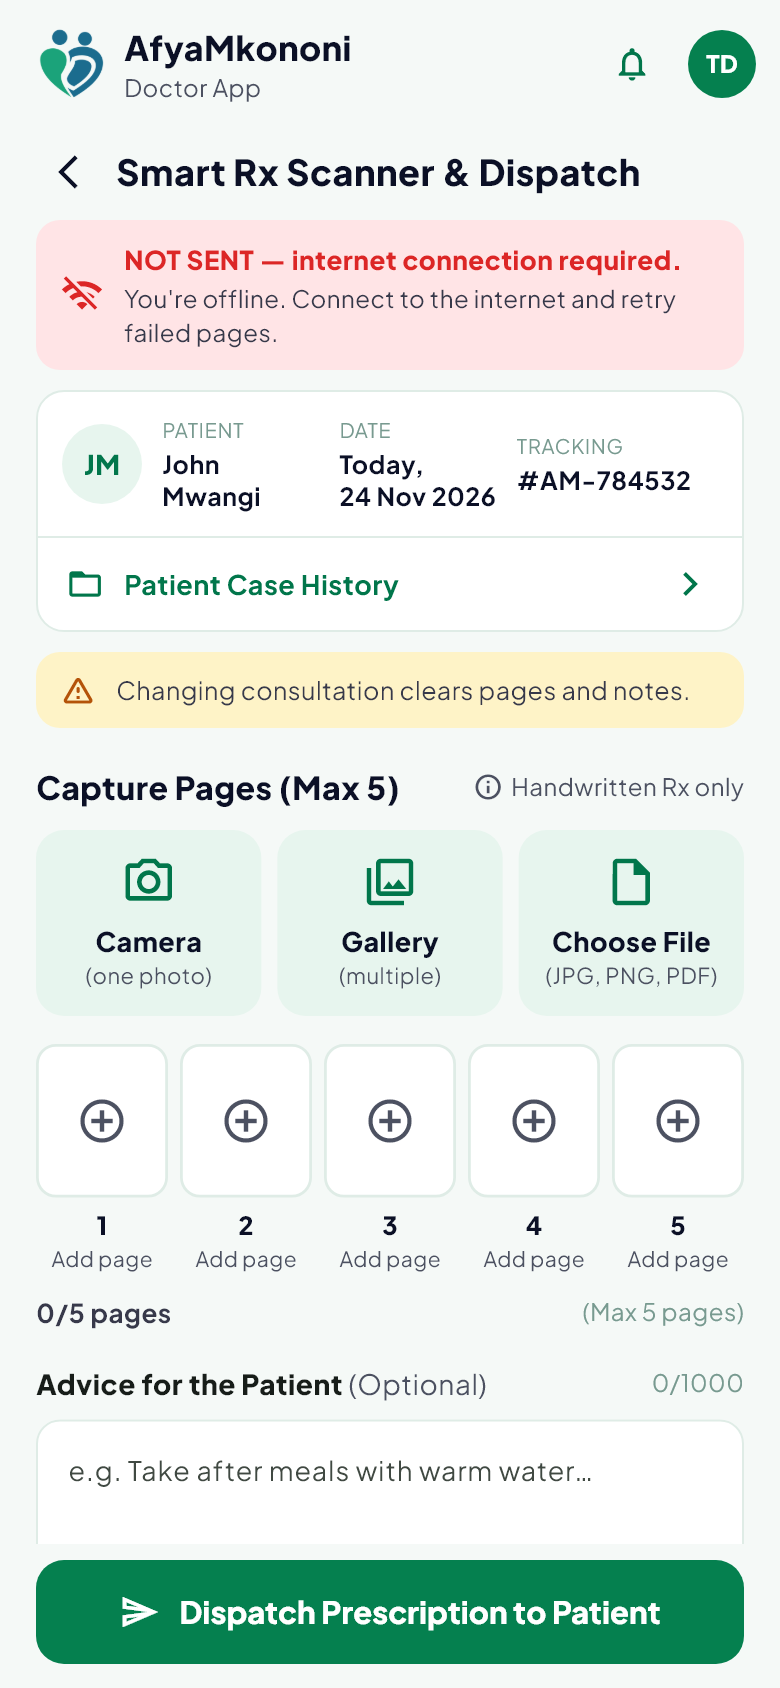 AfyaMkononi
Doctor App
TD
Smart Rx Scanner & Dispatch
NOT SENT — internet connection required.
You're offline. Connect to the internet and retry
failed pages.
JM
PATIENT
John
Mwangi
DATE
Today,
24 Nov 2026
TRACKING
#AM-784532
Patient Case History
Changing consultation clears pages and notes.
Capture Pages (Max 5)
Handwritten Rx only
Camera
(one photo)
Gallery
(multiple)
Choose File
(JPG, PNG, PDF)
1
Add page
2
Add page
3
Add page
4
Add page
5
Add page
0/5 pages
(Max 5 pages)
Advice for the Patient (Optional)
0/1000
e.g. Take after meals with warm water...
Dispatch Prescription to Patient